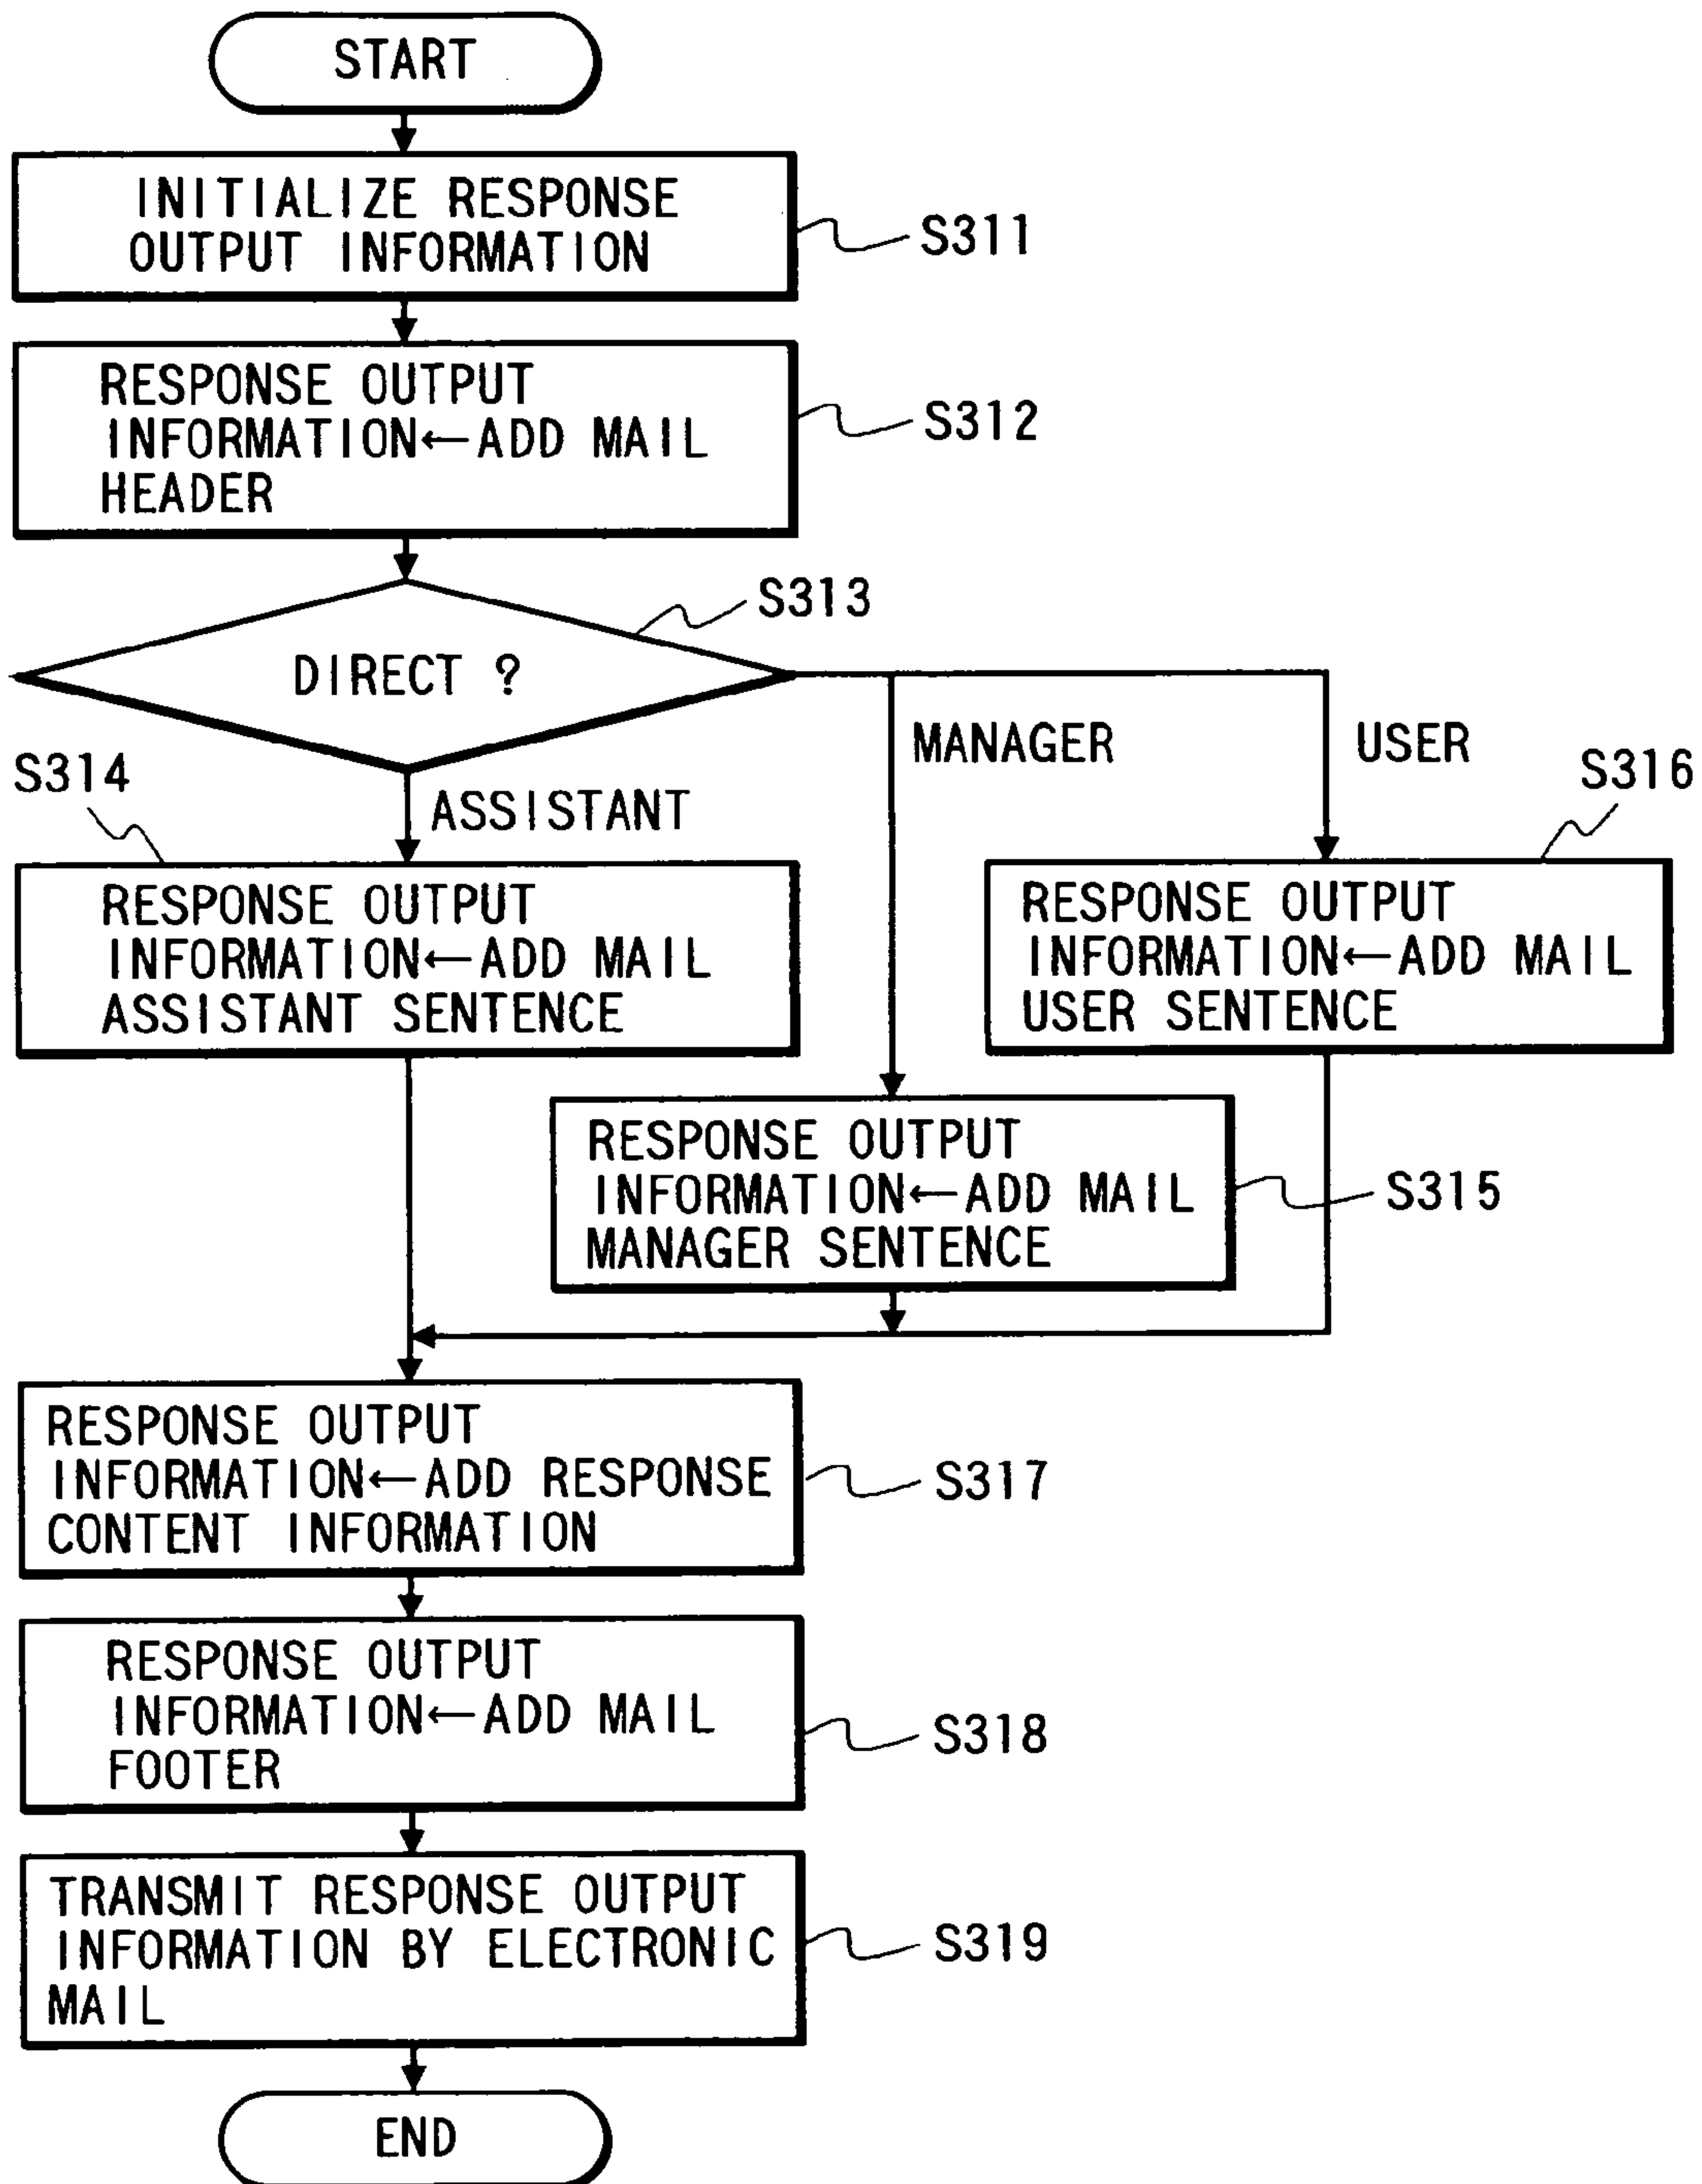 START
INITIALIZE RESPONSE
OUTPUT INFORMATION
S311
RESPONSE OUTPUT
INFORMATION←ADD MAIL
HEADER
S312
S313
DIRECT ?
MANAGER
USER
S314
S316
ASSISTANT
RESPONSE OUTPUT
INFORMATION←ADD MAIL
ASSISTANT SENTENCE
RESPONSE OUTPUT
INFORMATION←ADD MAIL
USER SENTENCE
RESPONSE OUTPUT
INFORMATION←ADD MAIL
MANAGER SENTENCE
S315
RESPONSE OUTPUT
INFORMATION←ADD RESPONSE
CONTENT INFORMATION
S317
RESPONSE OUTPUT
INFORMATION←ADD MAIL
FOOTER
S318
TRANSMIT RESPONSE OUTPUT
INFORMATION BY ELECTRONIC
MAIL
S319
END